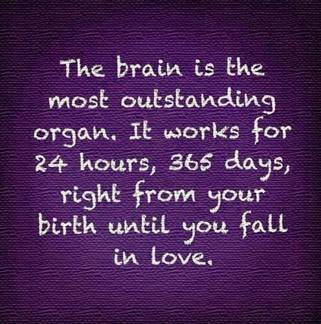 The brain is the
most outstanding
organ. It works for
24 hours, 365 days,
right from your
birth until you fall
in love.